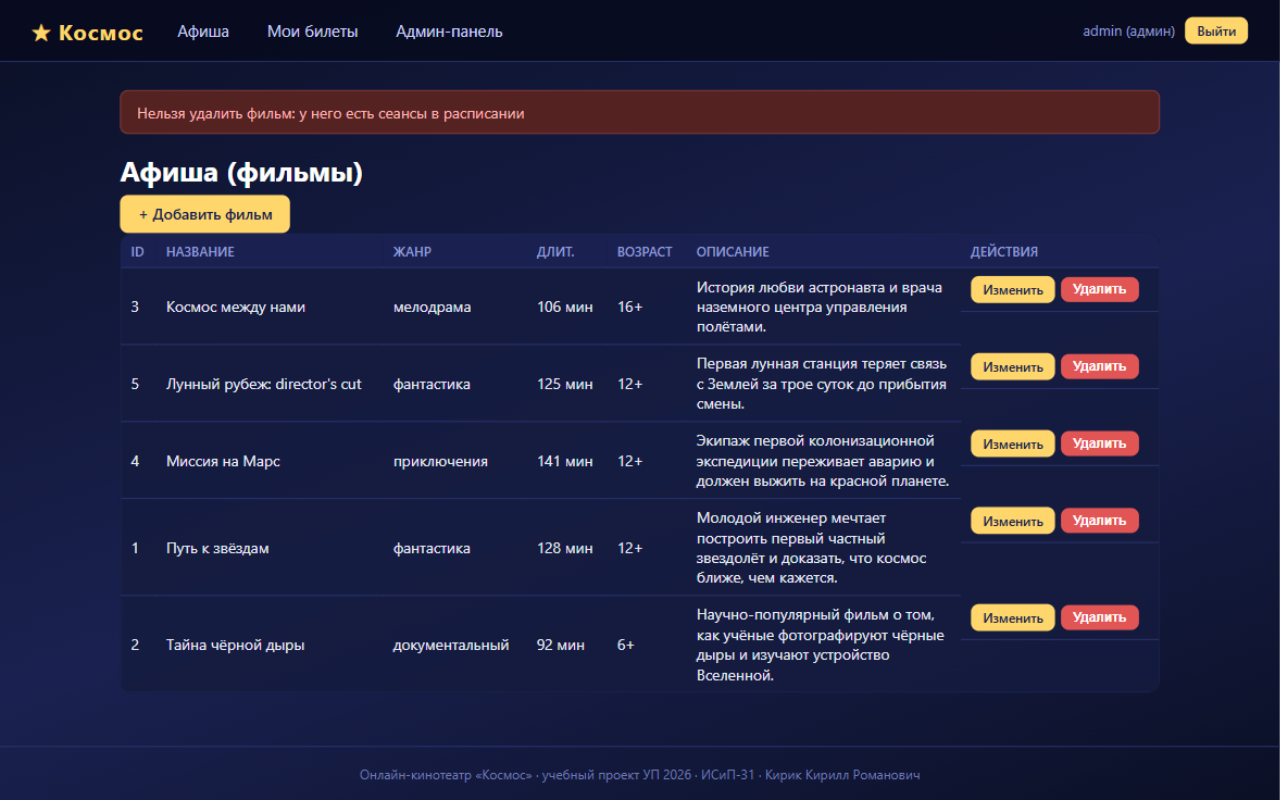 ★ Космос Афиша Мои билеты Админ-панель admin (админ) Выйти
Нельзя удалить фильм: у него есть сеансы в расписании
Афиша (фильмы)
+ Добавить фильм
ID НАЗВАНИЕ ЖАНР ДЛИТ. ВОЗРАСТ ОПИСАНИЕ ДЕЙСТВИЯ
3 Космос между нами мелодрама 106 мин 16+ История любви астронавта и врача
наземного центра управления
полётами.
Изменить Удалить
5 Лунный рубеж: director's cut фантастика 125 мин 12+ Первая лунная станция теряет связь
с Землей за трое суток до прибытия
смены.
Изменить Удалить
4 Миссия на Марс приключения 141 мин 12+ Экипаж первой колонизационной
экспедиции переживает аварию и
должен выжить на красной планете.
Изменить Удалить
1 Путь к звёздам фантастика 128 мин 12+ Молодой инженер мечтает
построить первый частный
звездолёт и доказать, что космос
ближе, чем кажется.
Изменить Удалить
2 Тайна чёрной дыры документальный 92 мин 6+ Научно-популярный фильм о том,
как учёные фотографируют чёрные
дыры и изучают устройство
Вселенной.
Изменить Удалить
Онлайн-кинотеатр «Космос» · учебный проект УП 2026 · ИСиП-31 · Кирик Кирилл Романович